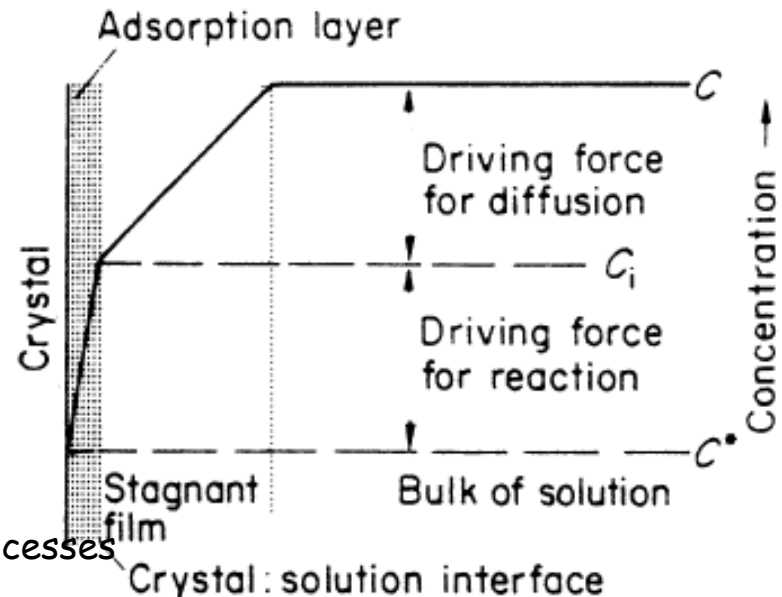 Adsorption layer
C
Driving force
for diffusion
Concentration →
Crystal
Cᵢ
Driving force
for reaction
C*
Stagnant
film
Bulk of solution
cesses
Crystal: solution interface